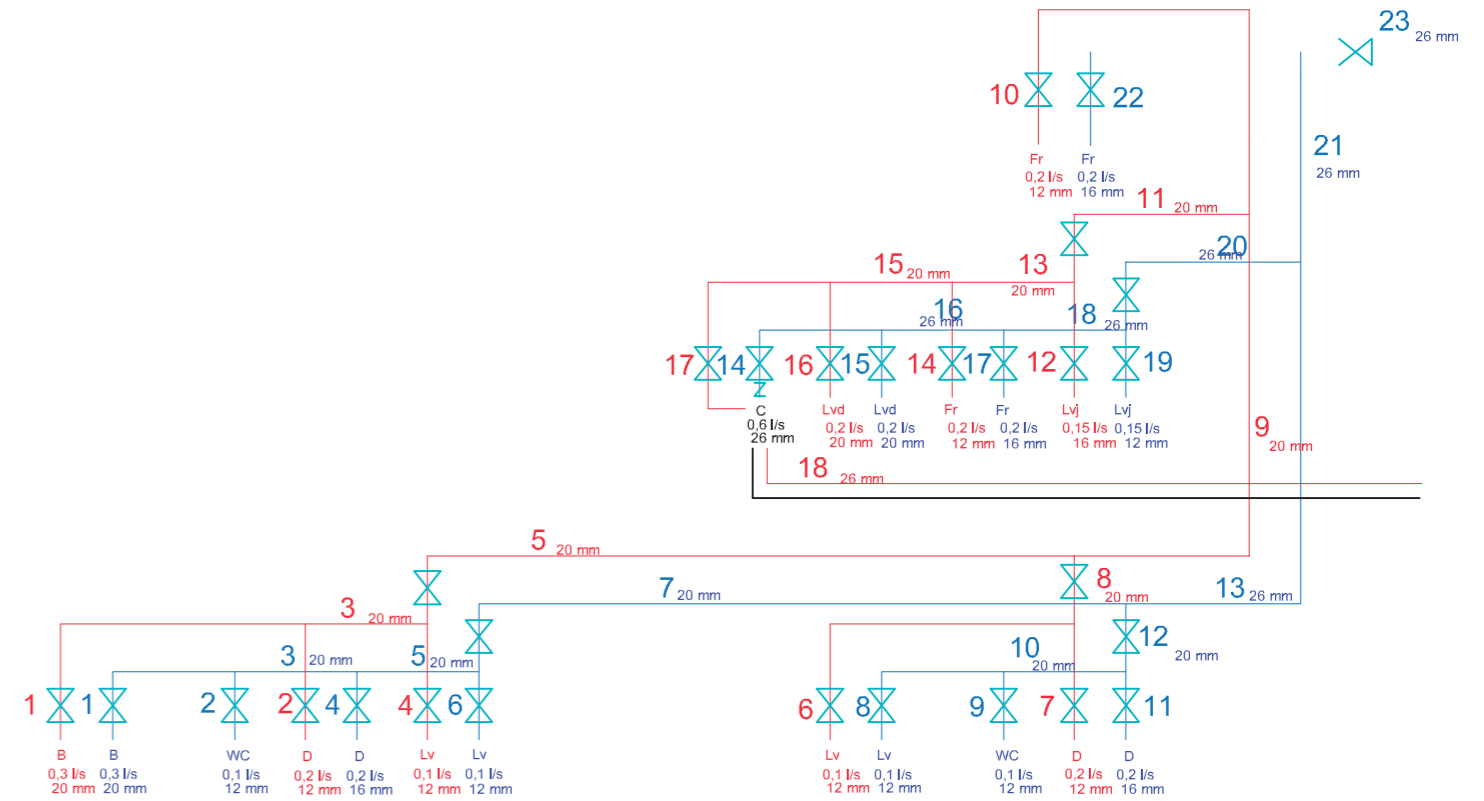 23 26 mm
10 22
21
26 mm
Fr Fr
0,2 l/s 0,2 l/s
12 mm 16 mm
11 20 mm
20
26 mm
15 20 mm 13
20 mm
16
26 mm
18 26 mm
17 14 16 15 14 17 12 19
Z
C Lvd Lvd Fr Fr Lvj Lvj
0,6 l/s 0,2 l/s 0,2 l/s 0,2 l/s 0,2 l/s 0,15 l/s 0,15 l/s
26 mm 20 mm 20 mm 12 mm 16 mm 16 mm 12 mm
9
20 mm
18 26 mm
5 20 mm
8
20 mm
7 20 mm
13 26 mm
3 20 mm
12
20 mm
3 20 mm
5 20 mm
10
20 mm
1 1 2 2 4 4 6 6 8 9 7 11
B B WC D D Lv Lv Lv Lv WC D D
0,3 l/s 0,3 l/s 0,1 l/s 0,2 l/s 0,2 l/s 0,1 l/s 0,1 l/s 0,1 l/s 0,1 l/s 0,1 l/s 0,2 l/s 0,2 l/s
20 mm 20 mm 12 mm 12 mm 16 mm 12 mm 12 mm 12 mm 12 mm 12 mm 12 mm 16 mm